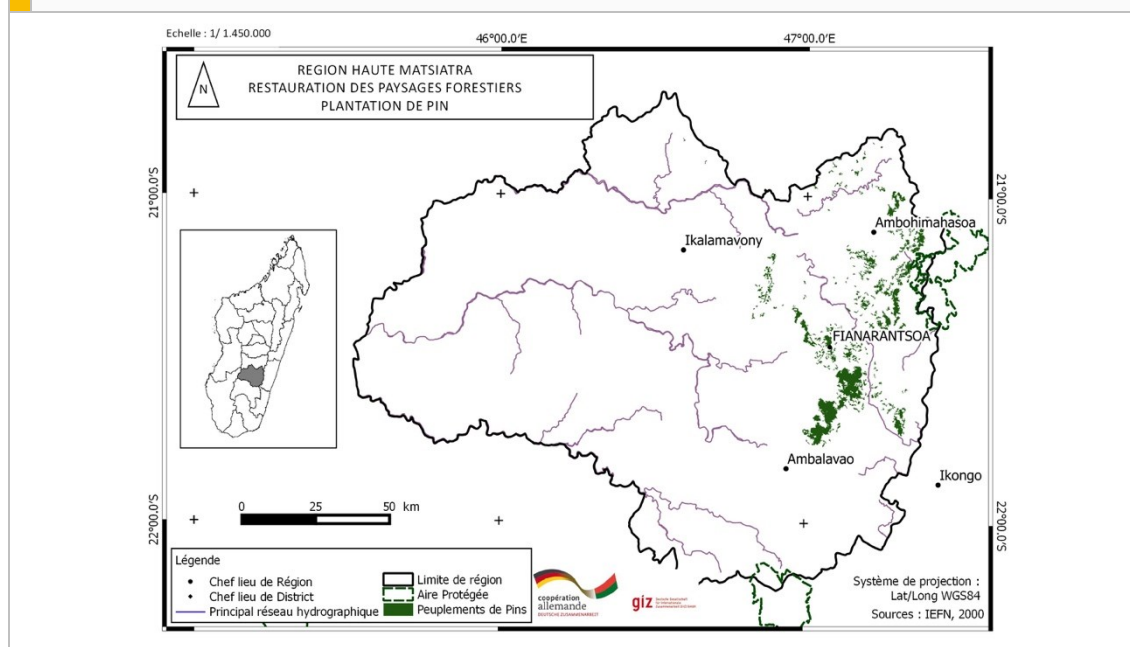 Echelle : 1/ 1.450.000
46°00.0'E
47°00.0'E
N
REGION HAUTE MATSIATRA
RESTAURATION DES PAYSAGES FORESTIERS
PLANTATION DE PIN
21°00.0'S
21°00.0'S
Ambohimahasoa
Ikalamavony
FIANARANTSOA
Ambalavao
Ikongo
0 25 50 km
22°00.0'S
22°00.0'S
Légende
Chef lieu de Région
Chef lieu de District
Principal réseau hydrographique
Limite de région
Aire Protégée
Peuplements de Pins
coopération
allemande
DEUTSCHE ZUSAMMENARBEIT
giz
Système de projection :
Lat/Long WGS84
Sources : IEFN, 2000